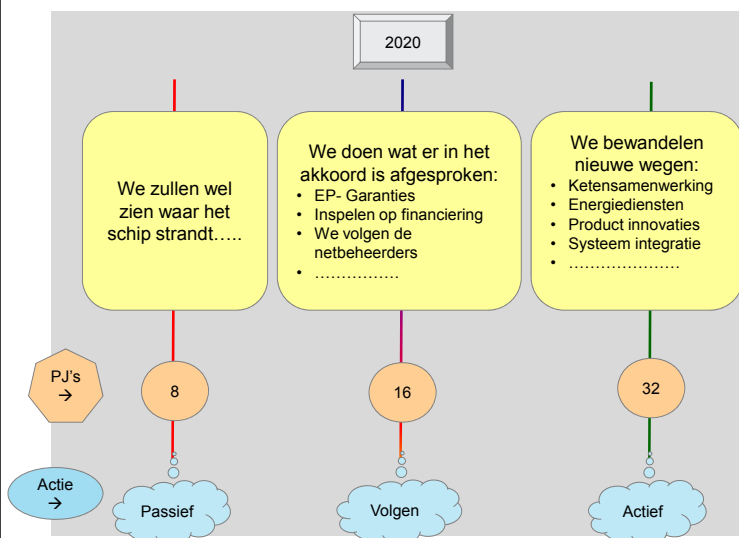 2020
We zullen wel
zien waar het
schip strandt…..
We doen wat er in het
akkoord is afgesproken:
• EP- Garanties
• Inspelen op financiering
• We volgen de
netbeheerders
• …………….
We bewandelen
nieuwe wegen:
• Ketensamenwerking
• Energiediensten
• Product innovaties
• Systeem integratie
• …………………
PJ's
→
8
16
32
Actie
→
Passief
Volgen
Actief